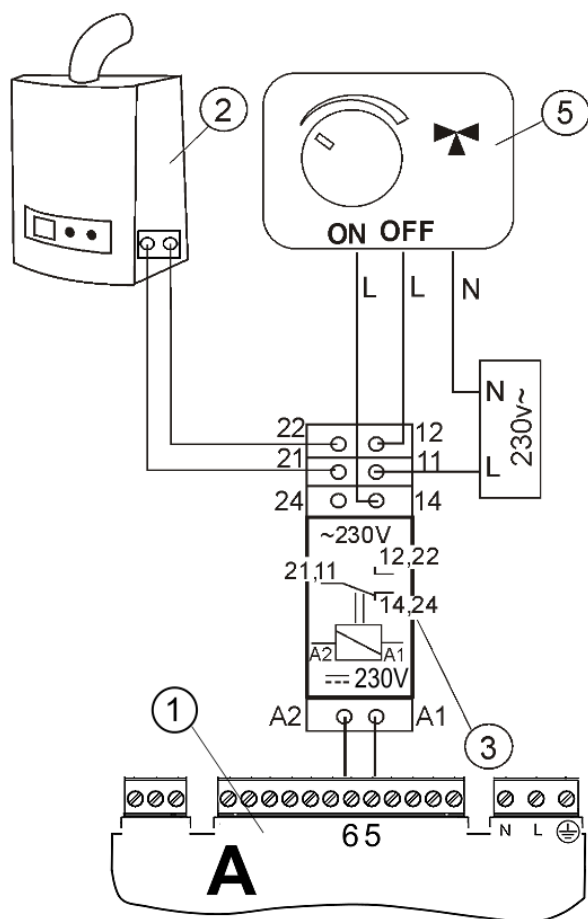 2
5
ON OFF
L L N
N
L
230v~
22 12
21 11
24 14
~230V
12,22
21,11
14,24
A2 A1
230V
A2 A1
1
3
65
N L
A